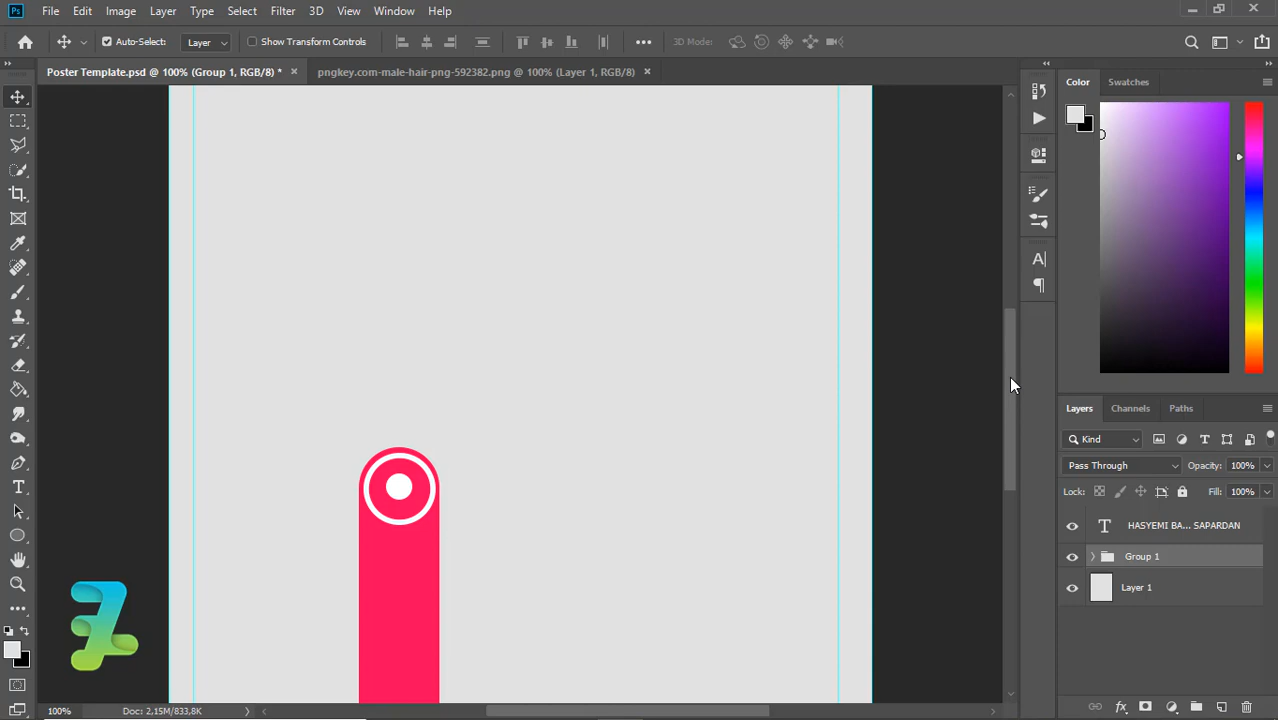 Ps File Edit Image Layer Type Select Filter 3D View Window Help
Auto-Select: Layer Show Transform Controls 3D Mode:
Poster Template.psd @ 100% (Group 1, RGB/8) * pngkey.com-male-hair-png-592382.png @ 100% (Layer 1, RGB/8)
Color Swatches
Layers Channels Paths
Kind
Pass Through Opacity: 100%
Lock: Fill: 100%
T HASYEMI BA... SAPARDAN
Group 1
Layer 1
100% Doc: 2,15M/833,8K
fx